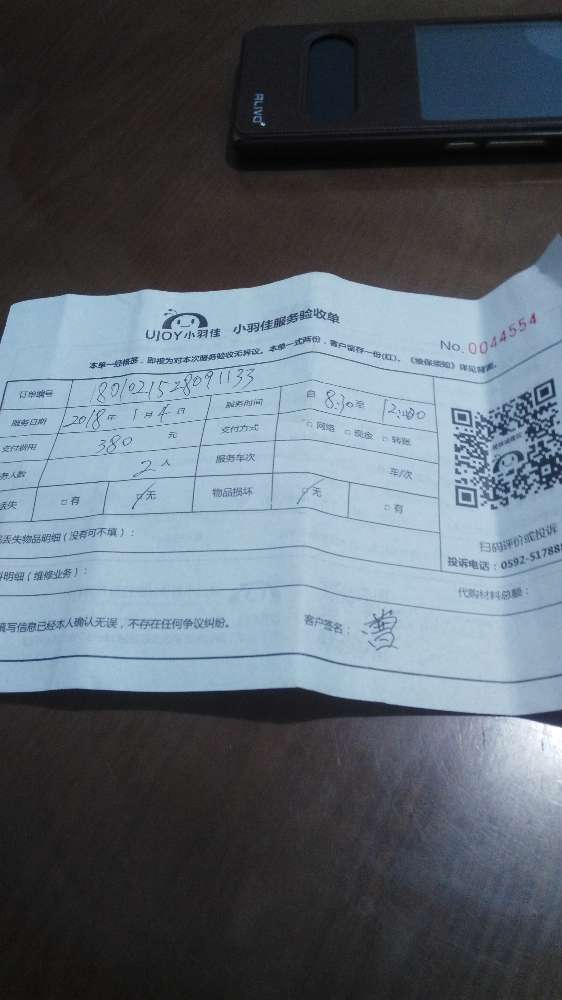 ALIVO
UJOY小羽佳 小羽佳服务验收单
No. 0044554
本单一经核签，即视为对本次服务验收无异议。本单一式两份，客户留存一份(红)。《维保须知》详见背面。
订单编号 1801021528091133
服务日期 2018年 1月 4日 服务时间 自 8:30至 12:00
支付费用 380 元 支付方式 □ 网络 □ 现金 □ 转账
务人数 2人 服务车次 车/次
丢失 □ 有 □ 无 物品损坏 □ 无 □ 有
丢失物品明细（没有可不填）：
扫码评价或投诉
投诉电话：0592-51788
料明细（维修业务）：
代购材料总额：
填写信息已经本人确认无误，不存在任何争议纠纷。 客户签名：